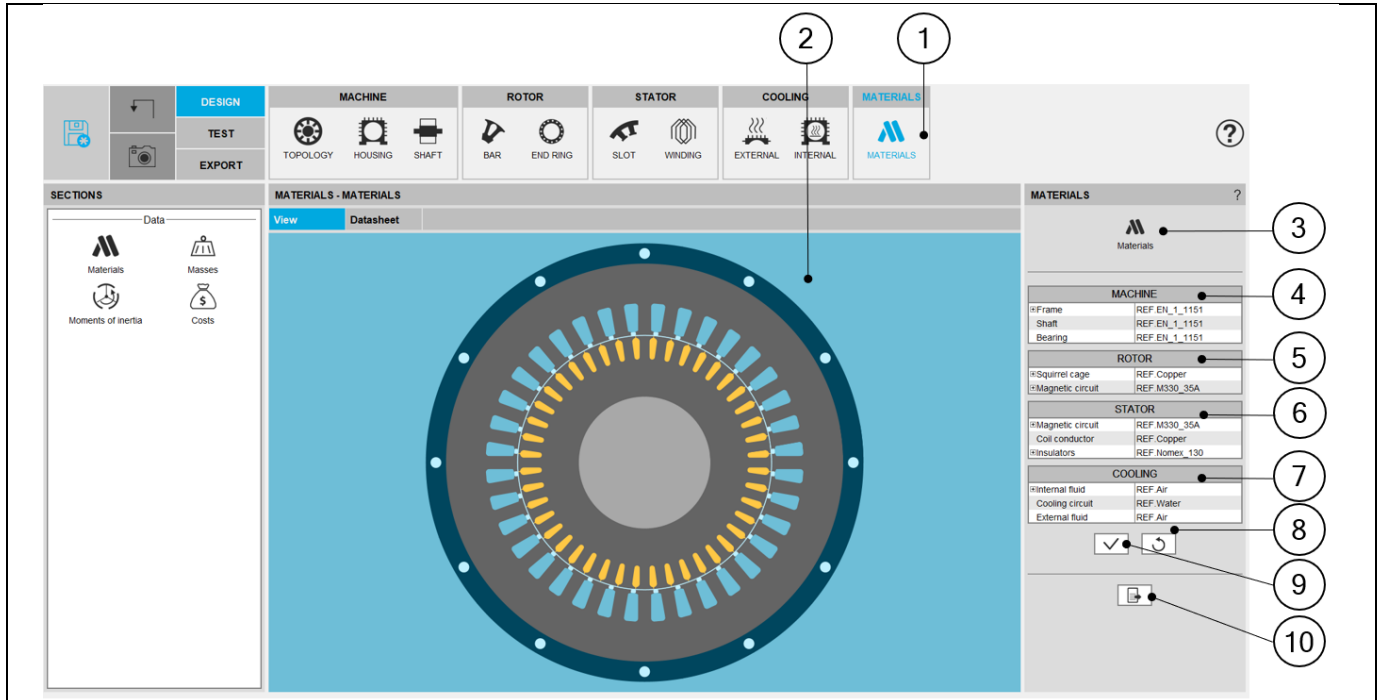 2
1
DESIGN
TEST
EXPORT
MACHINE
TOPOLOGY HOUSING SHAFT
ROTOR
BAR END RING
STATOR
SLOT WINDING
COOLING
EXTERNAL INTERNAL
MATERIALS
MATERIALS
?
SECTIONS
Data
Materials Masses
Moments of inertia Costs
$
MATERIALS - MATERIALS
View Datasheet
MATERIALS ?
Materials
3
MACHINE
4
Frame REF.EN_1_1151
Shaft REF.EN_1_1151
Bearing REF.EN_1_1151
ROTOR
5
Squirrel cage REF.Copper
Magnetic circuit REF.M330_35A
STATOR
6
Magnetic circuit REF.M330_35A
Coil conductor REF.Copper
Insulators REF.Nomex_130
COOLING
7
Internal fluid REF.Air
Cooling circuit REF.Water
External fluid REF.Air
8
9
10